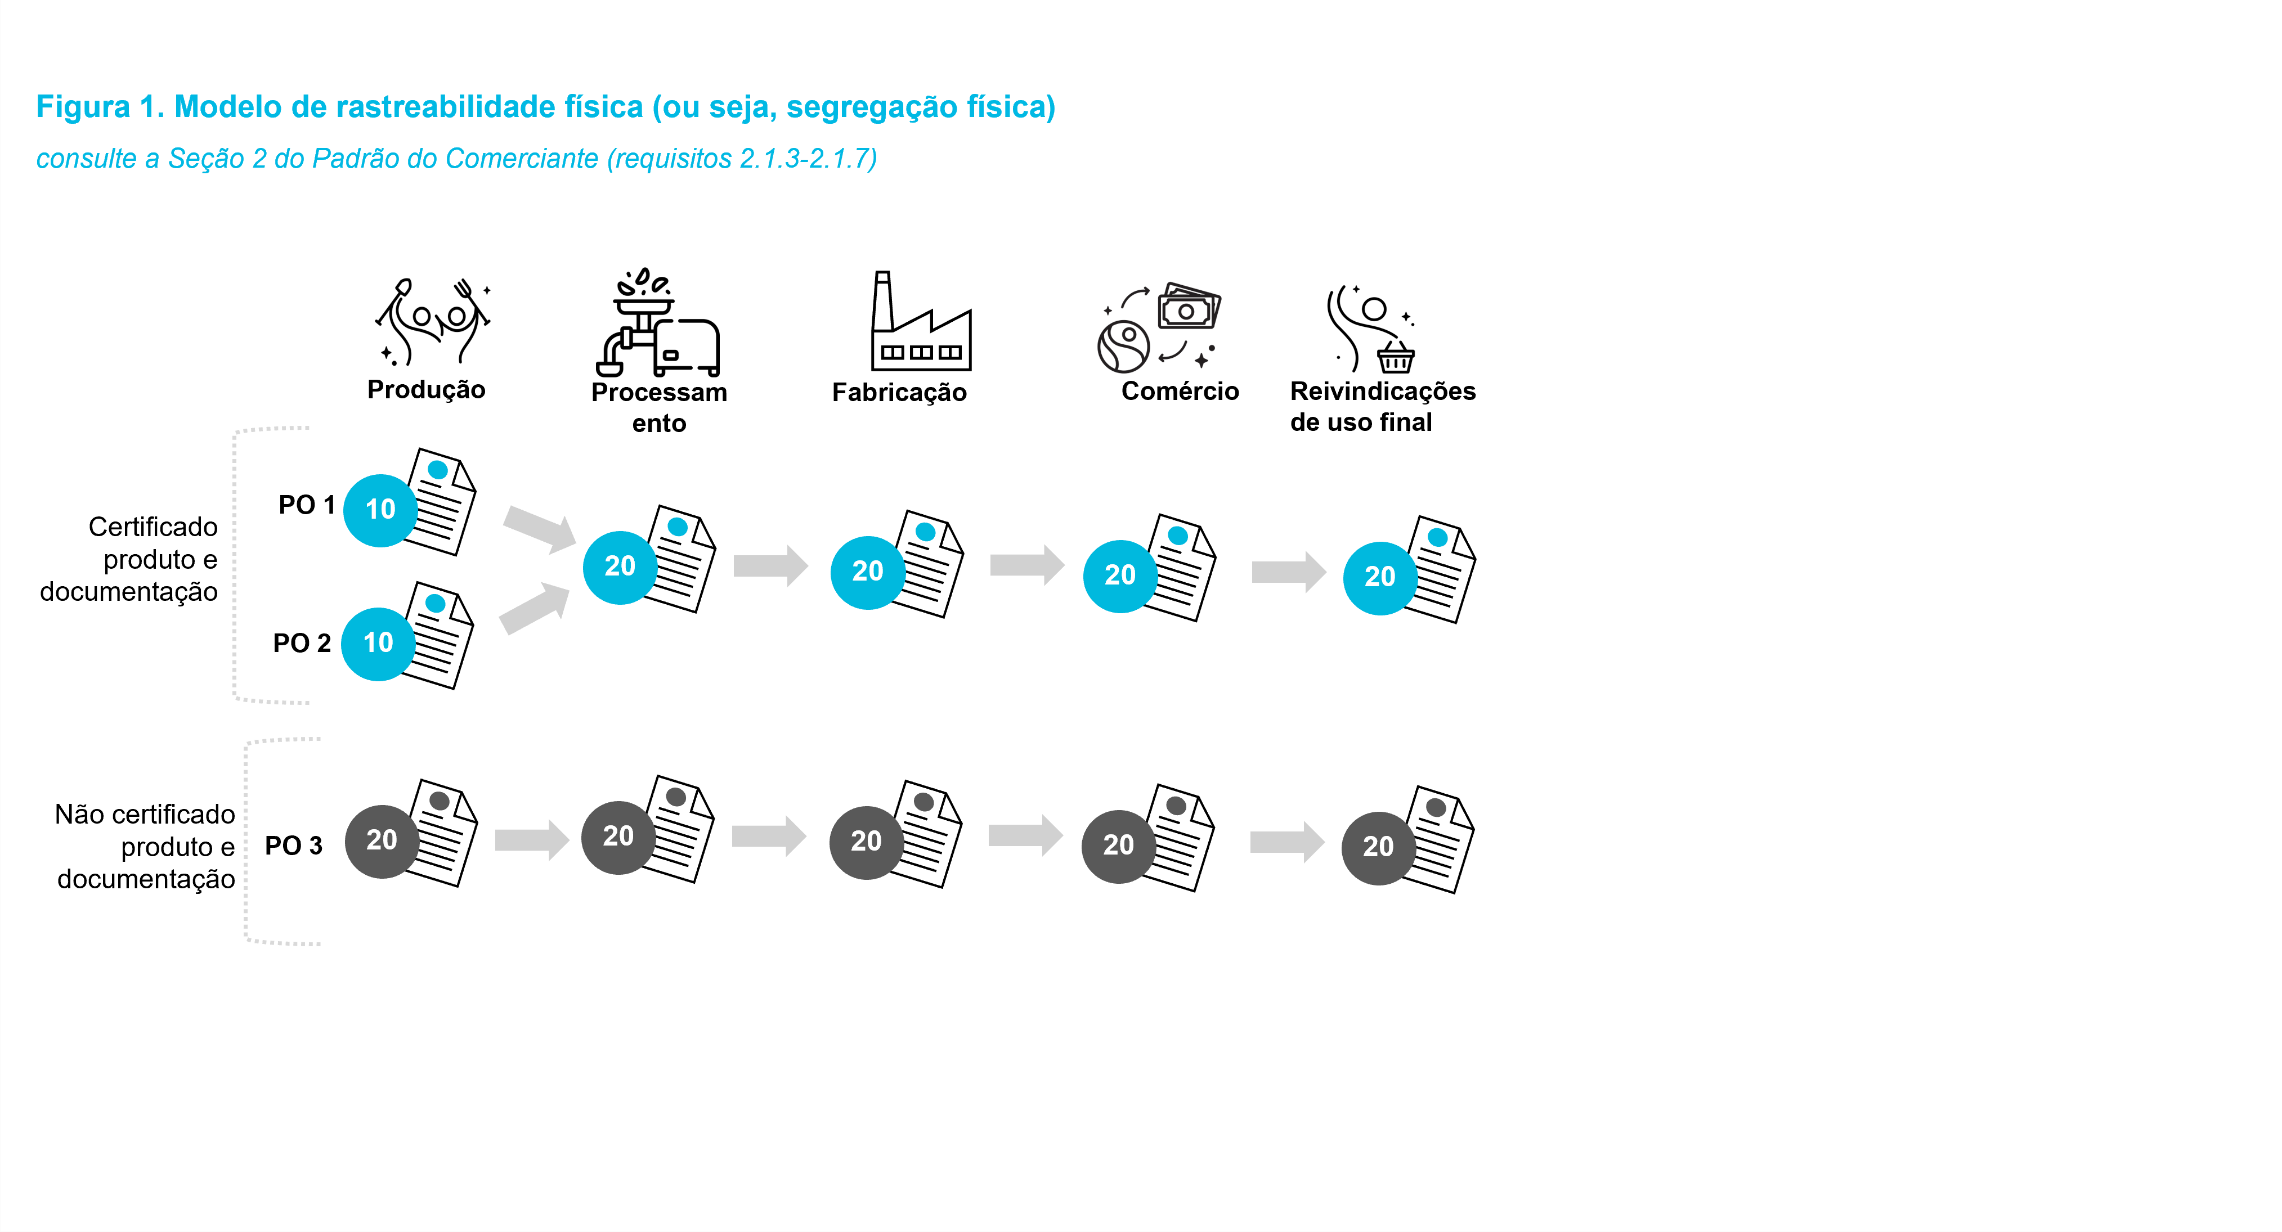 Figura 1. Modelo de rastreabilidade física (ou seja, segregação física)
consulte a Seção 2 do Padrão do Comerciante (requisitos 2.1.3-2.1.7)
Produção
Processam
ento
Fabricação
Comércio
Reivindicações
de uso final
Certificado
produto e
documentação
PO 1
10
PO 2
10
20
20
20
20
Não certificado
produto e
documentação
PO 3
20
20
20
20
20